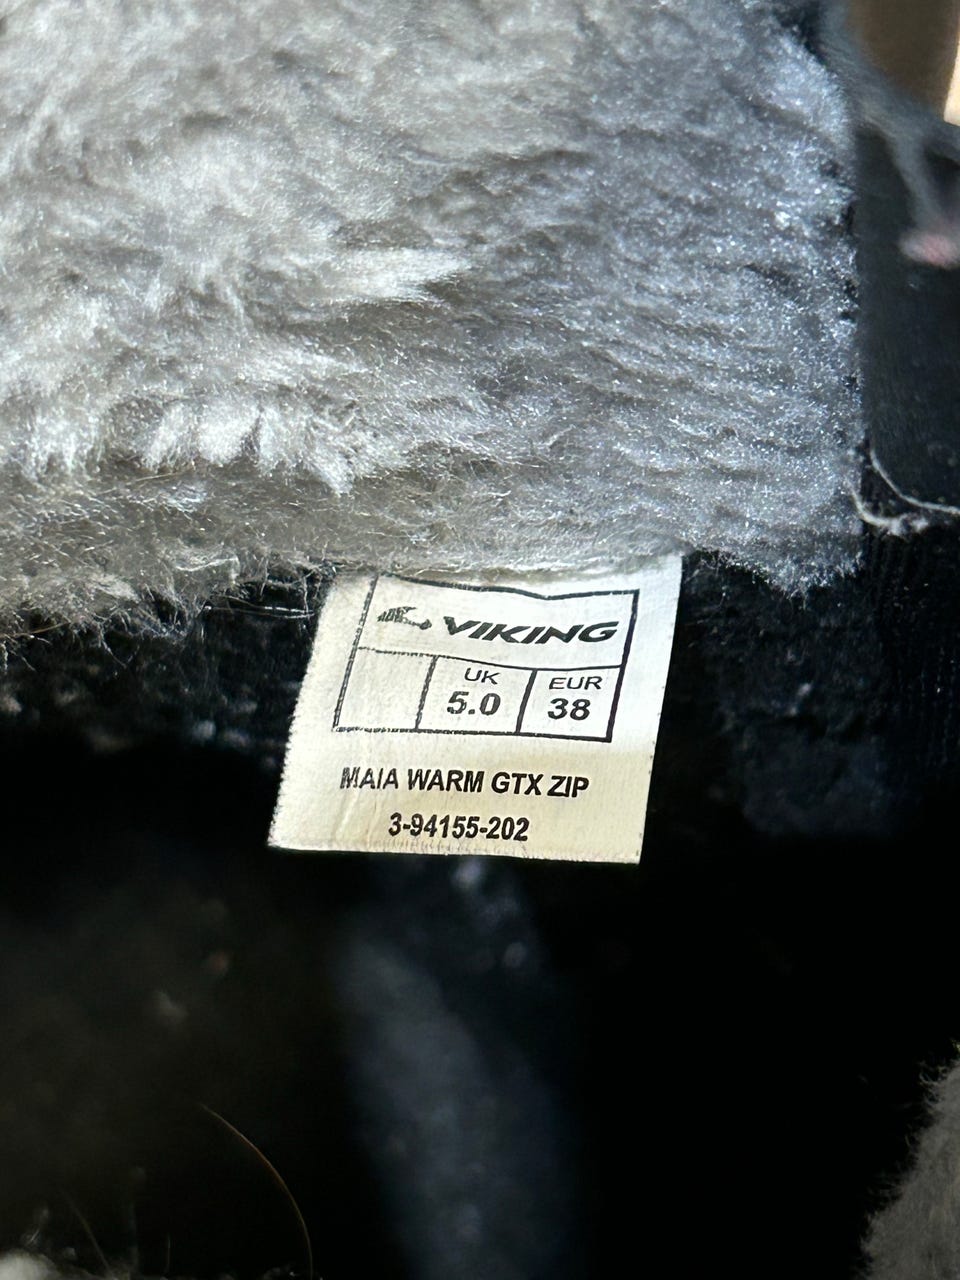 VIKING
UK EUR
5.0 38
MAIA WARM GTX ZIP
3-94155-202